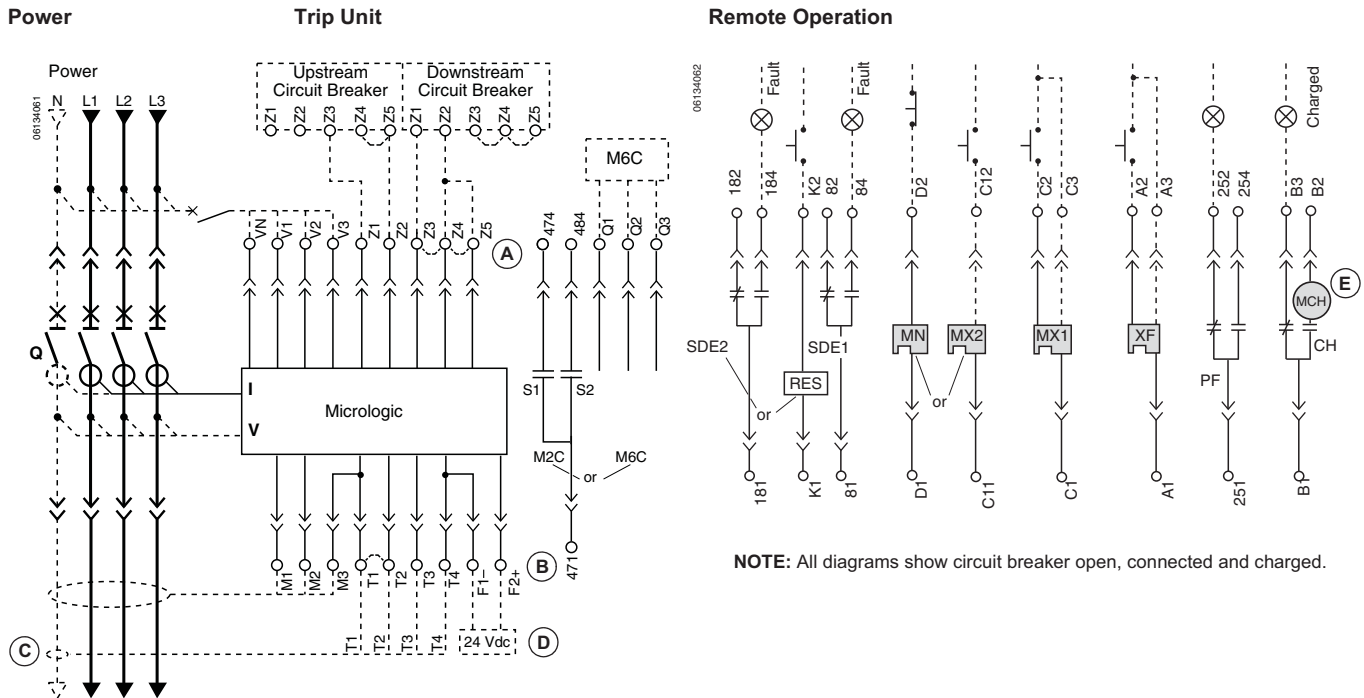 Power
Trip Unit
Remote Operation
06134061
Power
N L1 L2 L3
Upstream
Circuit Breaker
Downstream
Circuit Breaker
Z1 Z2 Z3 Z4 Z5 Z1 Z2 Z3 Z4 Z5
M6C
VN V1 V2 V3 Z1 Z2 Z3 Z4 Z5
A
474 484 Q1 Q2 Q3
Q
I
V
Micrologic
S1 S2
M2C or M6C
471
M1 M2 M3 T1 T2 T3 T4 F1– F2+
B
T1 T2 T3 T4
24 Vdc
D
C
06134062
Fault Fault Charged
182 184 K2 82 84 D2 C12 C2 C3 A2 A3 252 254 B3 B2
E
MCH
SDE2 SDE1 MN MX2 MX1 XF CH
RES
PF
or or
181 K1 81 D1 C11 C1 A1 251 B1
NOTE: All diagrams show circuit breaker open, connected and charged.